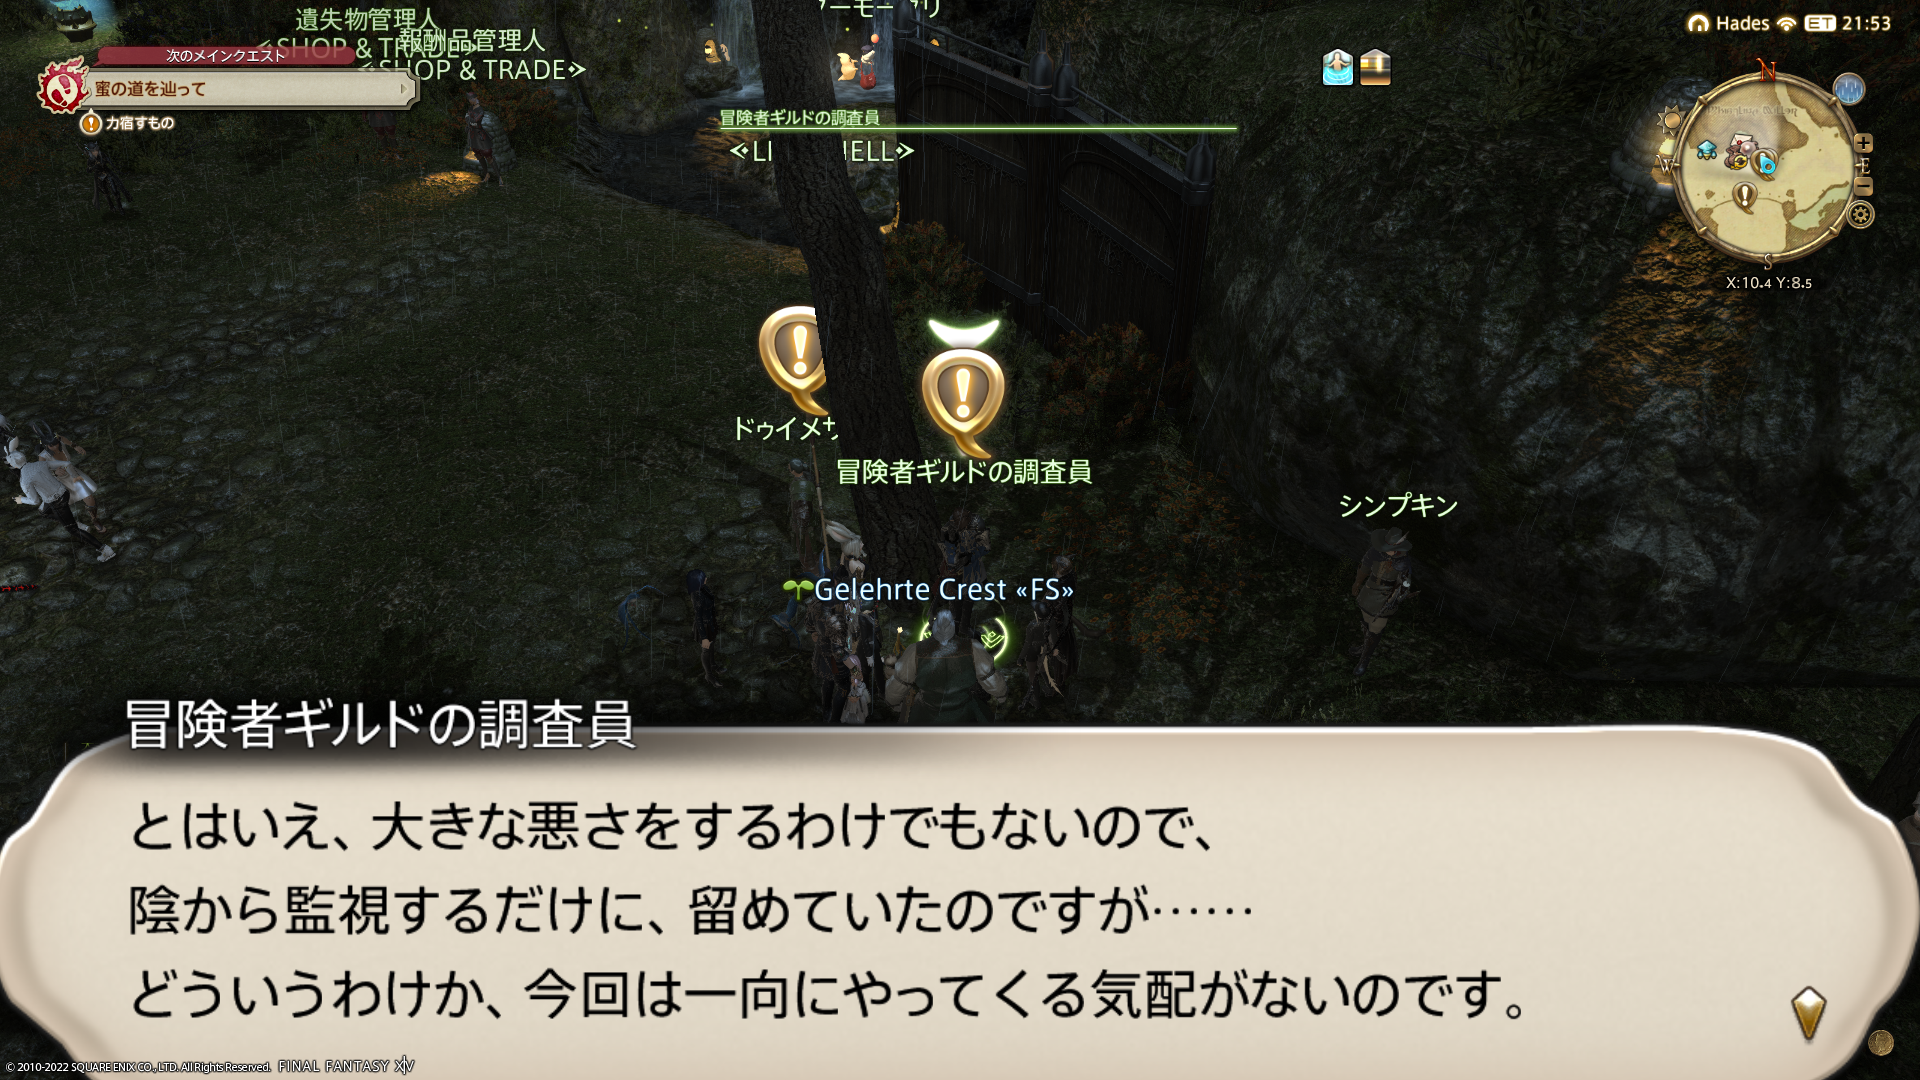 遺失物管理人
報酬品管理人
SHOP & TRADE
次のメインクエスト
蜜の道を辿って
力宿すもの
冒険者ギルドの調査員
Hades ET 21:53
N
W
E
S
X:10.4 Y:8.5
ドゥイメ
冒険者ギルドの調査員
シンプキン
Gelehrte Crest «FS»
冒険者ギルドの調査員
とはいえ、大きな悪さをするわけでもないので、
陰から監視するだけに、留めていたのですが……
どういうわけか、今回は一向にやってくる気配がないのです。
© 2010-2022 SQUARE ENIX CO., LTD. All Rights Reserved. FINAL FANTASY XIV